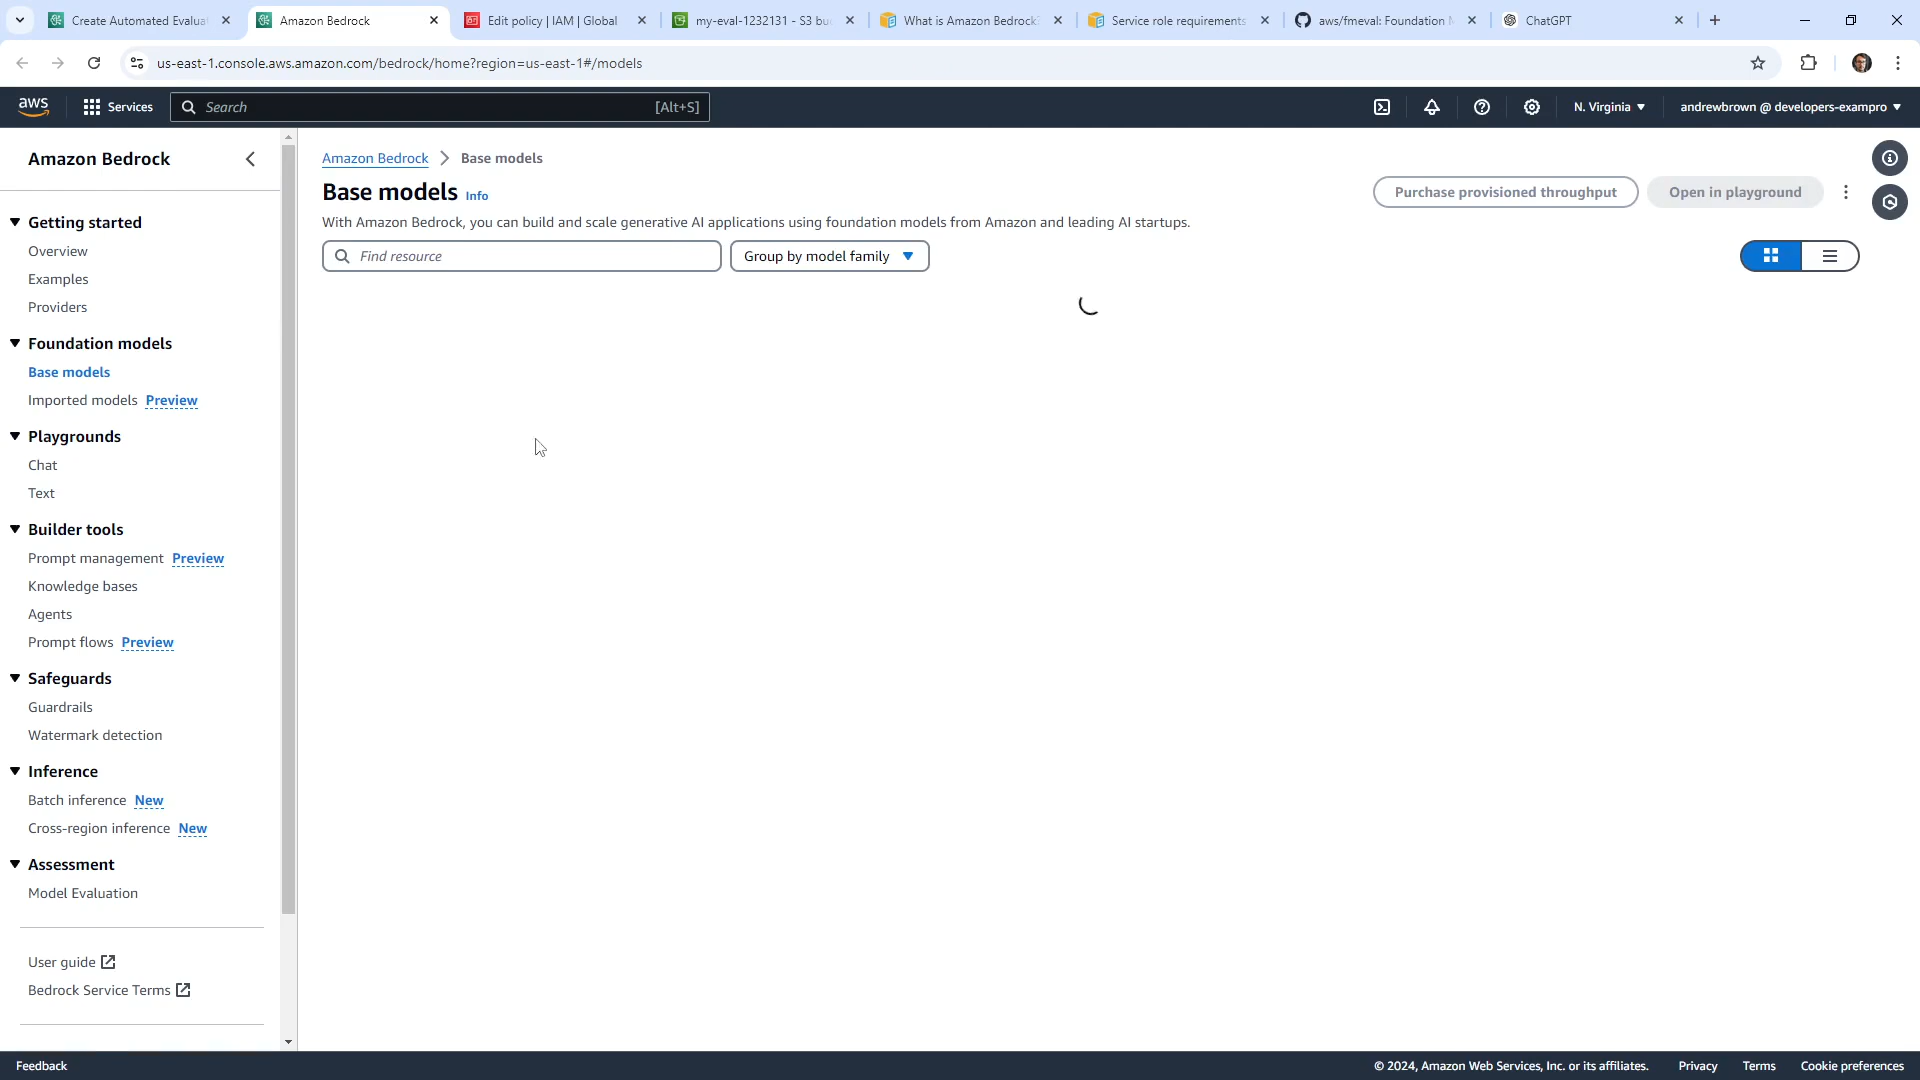 Create Automated Evaluat
Amazon Bedrock
Edit policy | IAM | Global
my-eval-1232131 - S3 bu
What is Amazon Bedrock?
Service role requirements
aws/fmeval: Foundation
ChatGPT
us-east-1.console.aws.amazon.com/bedrock/home?region=us-east-1#/models
aws
Services
Search
[Alt+S]
N. Virginia
andrewbrown @ developers-exampro
Amazon Bedrock
Getting started
Overview
Examples
Providers
Foundation models
Base models
Imported models Preview
Playgrounds
Chat
Text
Builder tools
Prompt management Preview
Knowledge bases
Agents
Prompt flows Preview
Safeguards
Guardrails
Watermark detection
Inference
Batch inference New
Cross-region inference New
Assessment
Model Evaluation
User guide
Bedrock Service Terms
Amazon Bedrock
Base models
Base models Info
Purchase provisioned throughput
Open in playground
With Amazon Bedrock, you can build and scale generative AI applications using foundation models from Amazon and leading AI startups.
Find resource
Group by model family
Feedback
© 2024, Amazon Web Services, Inc. or its affiliates.
Privacy
Terms
Cookie preferences